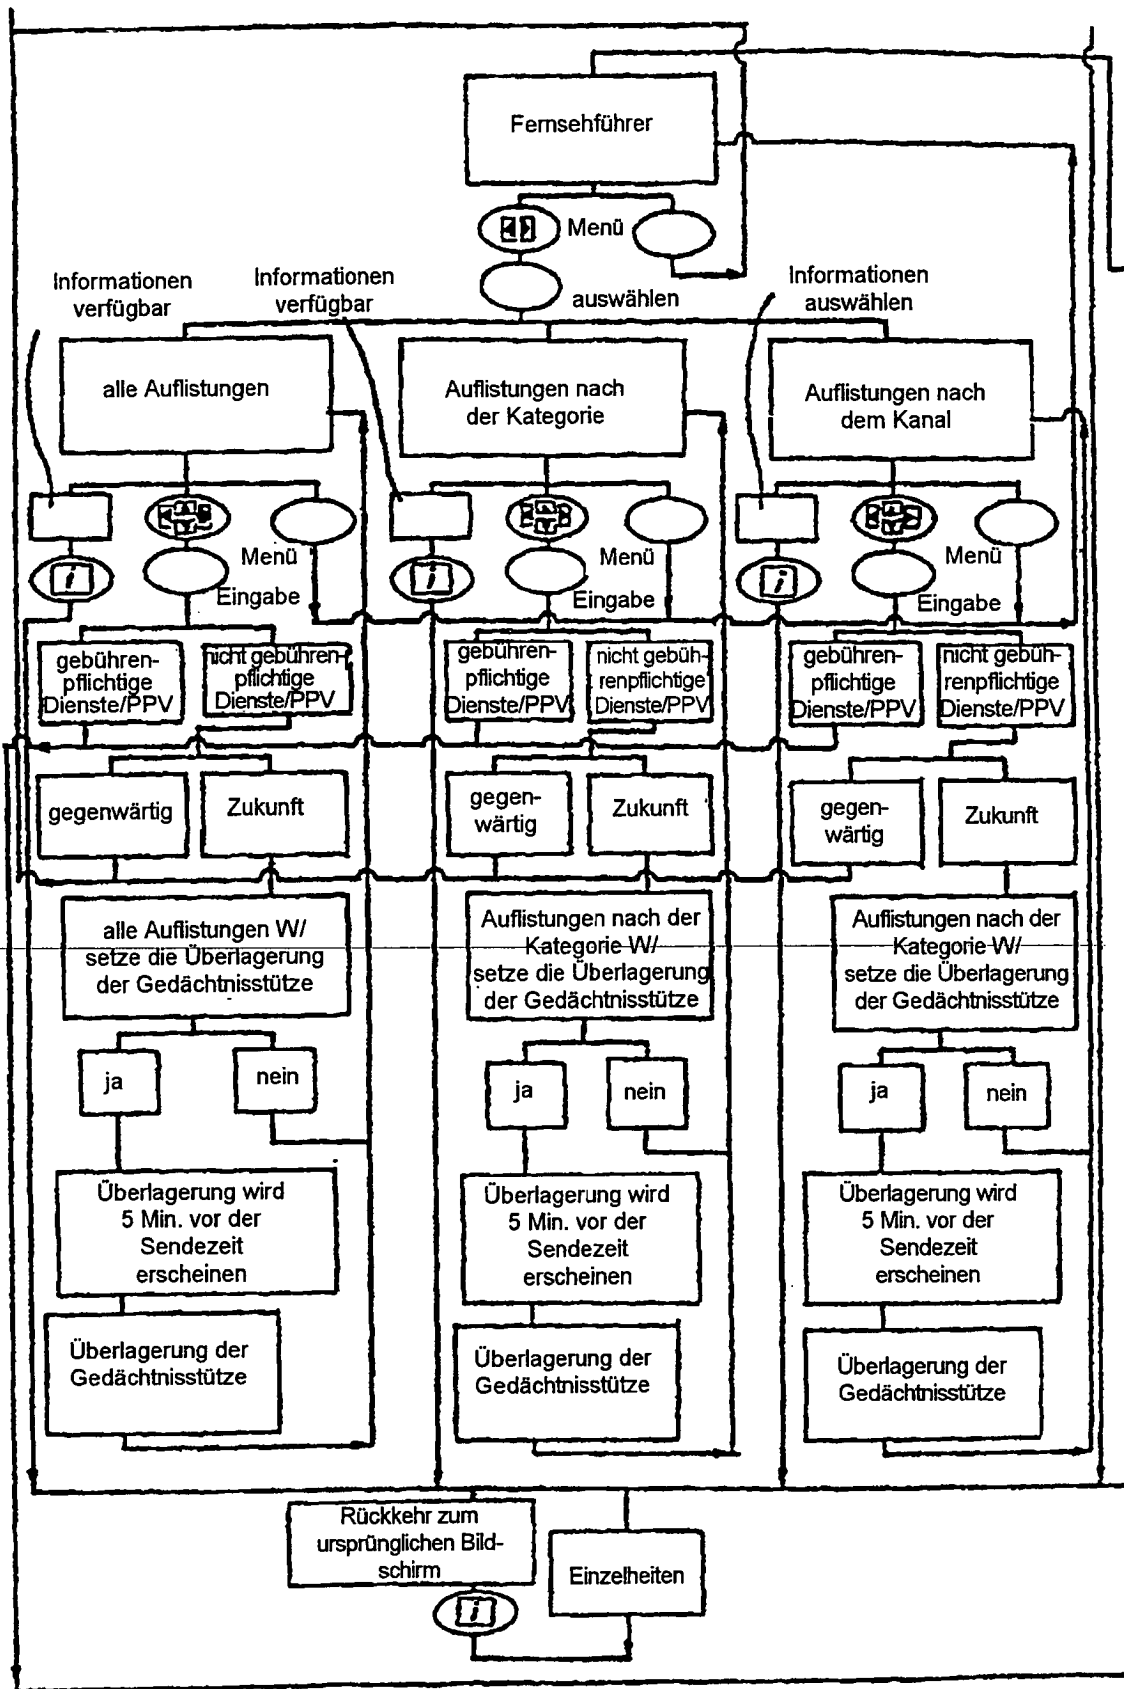 Fernsehführer
Menü
auswählen
Informationen
verfügbar
Informationen
verfügbar
Informationen
auswählen
alle Auflistungen
Auflistungen nach
der Kategorie
Auflistungen nach
dem Kanal
i
Menü
Eingabe
i
Menü
Eingabe
i
Menü
Eingabe
gebühren-
pflichtige
Dienste/PPV
nicht gebühren-
pflichtige
Dienste/PPV
gebühren-
pflichtige
Dienste/PPV
nicht gebüh-
renpflichtige
Dienste/PPV
gebühren-
pflichtige
Dienste/PPV
nicht gebüh-
renpflichtige
Dienste/PPV
gegenwärtig
Zukunft
gegen-
wärtig
Zukunft
gegen-
wärtig
Zukunft
alle Auflistungen W/
setze die Überlagerung
der Gedächtnisstütze
Auflistungen nach der
Kategorie W/
setze die Überlagerung
der Gedächtnisstütze
Auflistungen nach der
Kategorie W/
setze die Überlagerung
der Gedächtnisstütze
ja
nein
ja
nein
ja
nein
Überlagerung wird
5 Min. vor der
Sendezeit
erscheinen
Überlagerung wird
5 Min. vor der
Sendezeit
erscheinen
Überlagerung wird
5 Min. vor der
Sendezeit
erscheinen
Überlagerung der
Gedächtnisstütze
Überlagerung der
Gedächtnisstütze
Überlagerung der
Gedächtnisstütze
Rückkehr zum
ursprünglichen Bild-
schirm
i
Einzelheiten